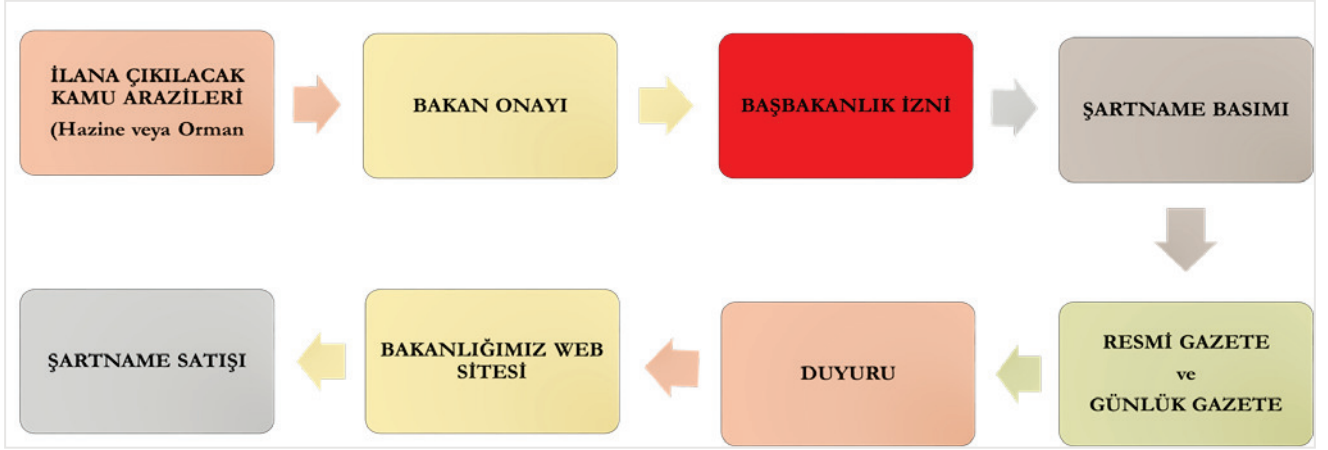 İLANA ÇIKILACAK
KAMU ARAZİLERİ
(Hazine veya Orman
BAKAN ONAYI
BAŞBAKANLIK İZNİ
ŞARTNAME BASIMI
RESMİ GAZETE
ve
GÜNLÜK GAZETE
DUYURU
BAKANLIĞIMIZ WEB
SİTESİ
ŞARTNAME SATIŞI